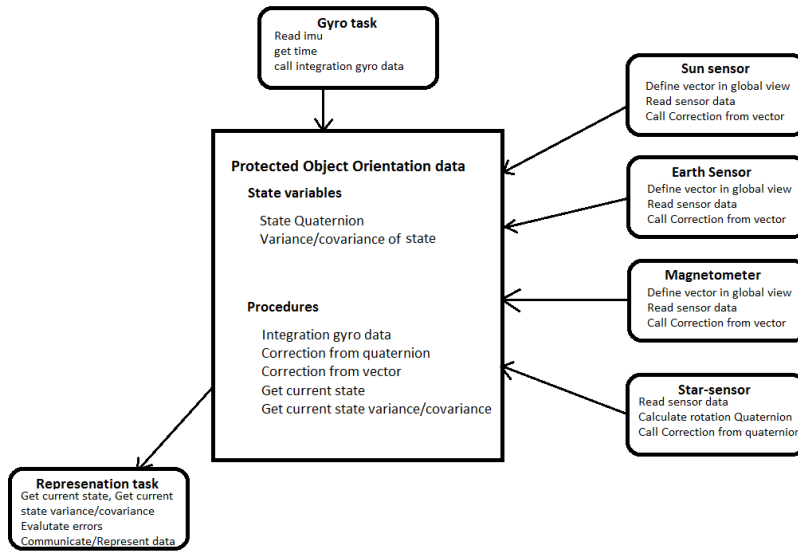 Gyro task
Read imu
get time
call integration gyro data
Sun sensor
Define vector in global view
Read sensor data
Call Correction from vector
Protected Object Orientation data
State variables
State Quaternion
Variance/covariance of state
Procedures
Integration gyro data
Correction from quaternion
Correction from vector
Get current state
Get current state variance/covariance
Earth Sensor
Define vector in global view
Read sensor data
Call Correction from vector
Magnetometer
Define vector in global view
Read sensor data
Call Correction from vector
Star-sensor
Read sensor data
Calculate rotation Quaternion
Call Correction from quaternion
Represenation task
Get current state, Get current
state variance/covariance
Evalutate errors
Communicate/Represent data